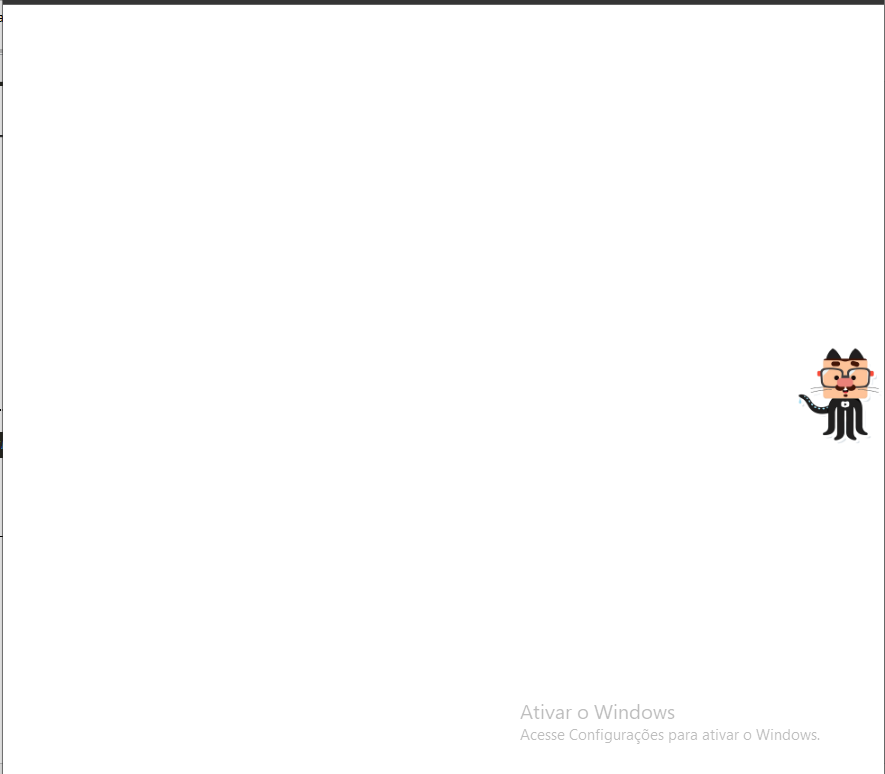 Ativar o Windows
Acesse Configurações para ativar o Windows.